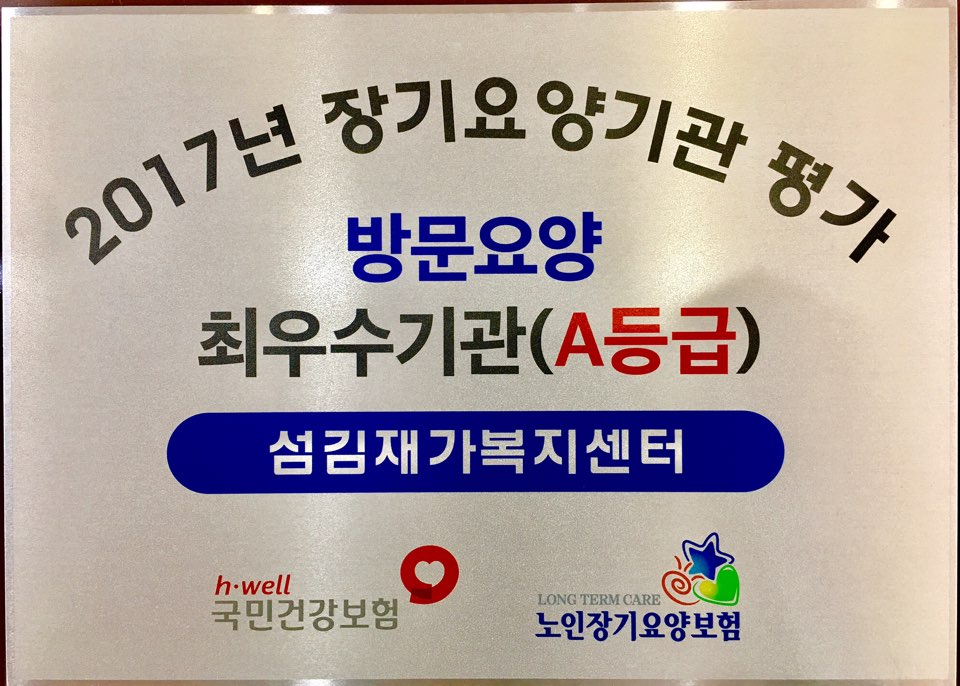 2017년 장기요양기관 평가
방문요양
최우수기관(A등급)
섬김재가복지센터
h·well
국민건강보험
LONG TERM CARE
노인장기요양보험